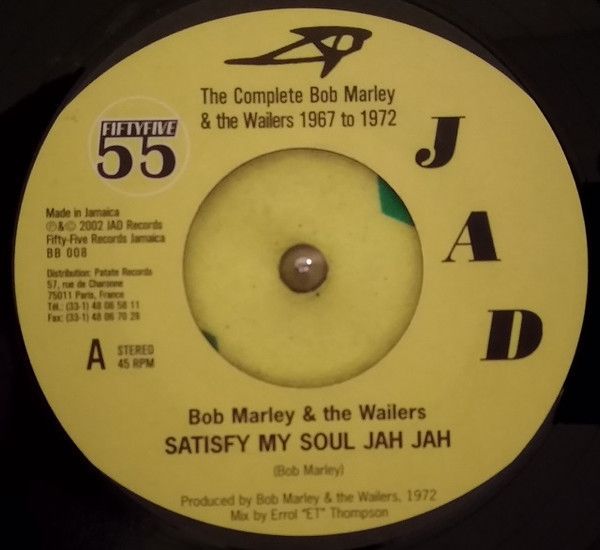 The Complete Bob Marley
& the Wailers 1967 to 1972
FIFTYFIVE
55
J
A
D
Made in Jamaica
℗&© 2002 JAD Records
Fifty-Five Records Jamaica
BB 008
Distribution: Patate Records
57, rue de Charonne
75011 Paris, France
Tél.: (33-1) 48 06 58 11
Fax: (33-1) 48 06 70 28
A
STEREO
45 RPM
Bob Marley & the Wailers
SATISFY MY SOUL JAH JAH
(Bob Marley)
Produced by Bob Marley & the Wailers, 1972
Mix by Errol "ET" Thompson